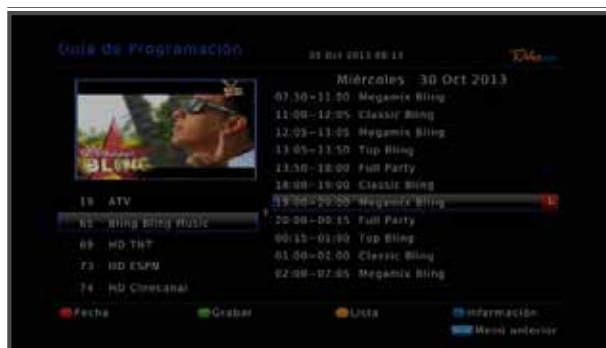 Guía de Programación
30 Oct 2013 08:13
Miércoles 30 Oct 2013
BLING
07:30-11:00 Megamix Bling
11:00-12:05 Classic Bling
12:05-13:05 Megamix Bling
13:05-13:50 Top Bling
13:50-18:00 Full Party
18:00-19:00 Classic Bling
19:00-20:00 Megamix Bling
20:00-00:15 Full Party
00:15-01:00 Top Bling
01:00-02:00 Classic Bling
02:00-07:05 Megamix Bling
19 ATV
65 Bling Bling Music
69 HD TNT
73 HD ESPN
74 HD Cinecanal
Fecha
Grabar
Lista
Información
Menú anterior